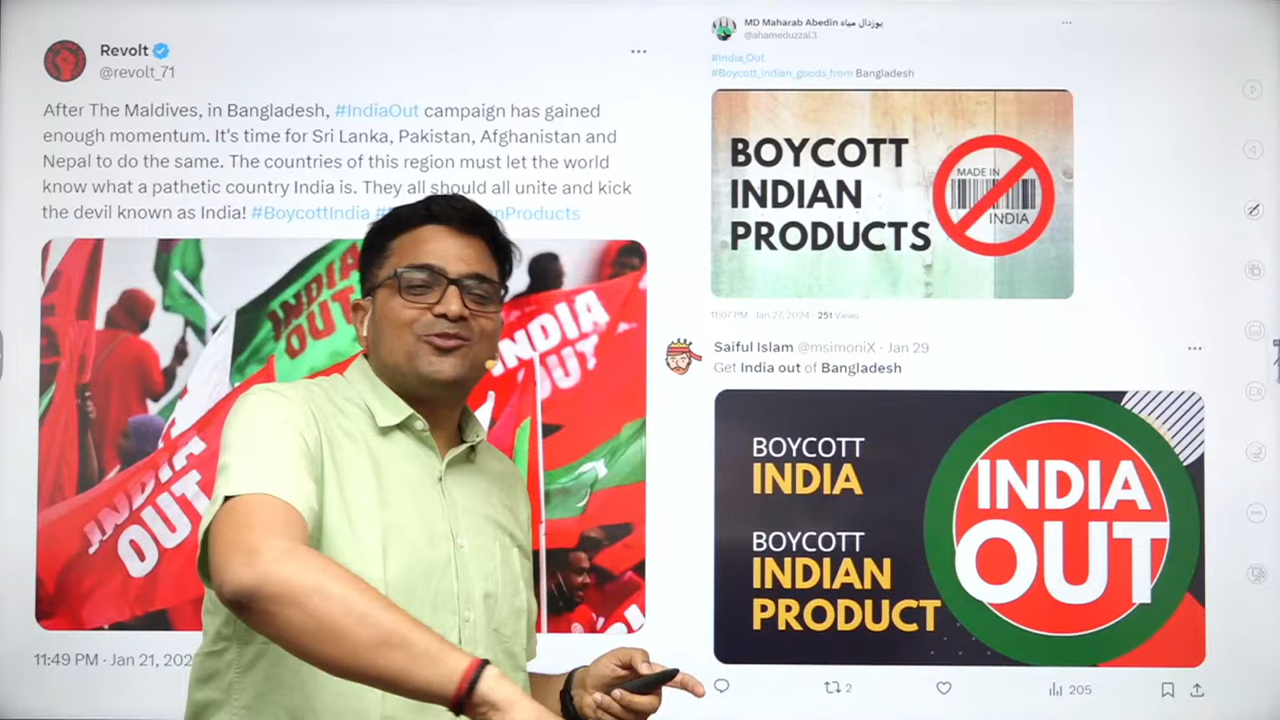 Revolt
@revolt_71
After The Maldives, in Bangladesh, #IndiaOut campaign has gained
enough momentum. It's time for Sri Lanka, Pakistan, Afghanistan and
Nepal to do the same. The countries of this region must let the world
know what a pathetic country India is. They all should all unite and kick
the devil known as India! #BoycottIndia
INDIA
OUT
INDIA
OUT
INDIA
OUT
11:49 PM · Jan 21, 202
MD Maharab Abedin
@ahameduzzal3
#India_Out
#Boycott_indian_goods_from Bangladesh
BOYCOTT
INDIAN
PRODUCTS
MADE IN
INDIA
11:07 PM · Jan 27, 2024 · 251 Views
Saiful Islam @msimoniX · Jan 29
Get India out of Bangladesh
BOYCOTT
INDIA
BOYCOTT
INDIAN
PRODUCT
INDIA
OUT
2
205